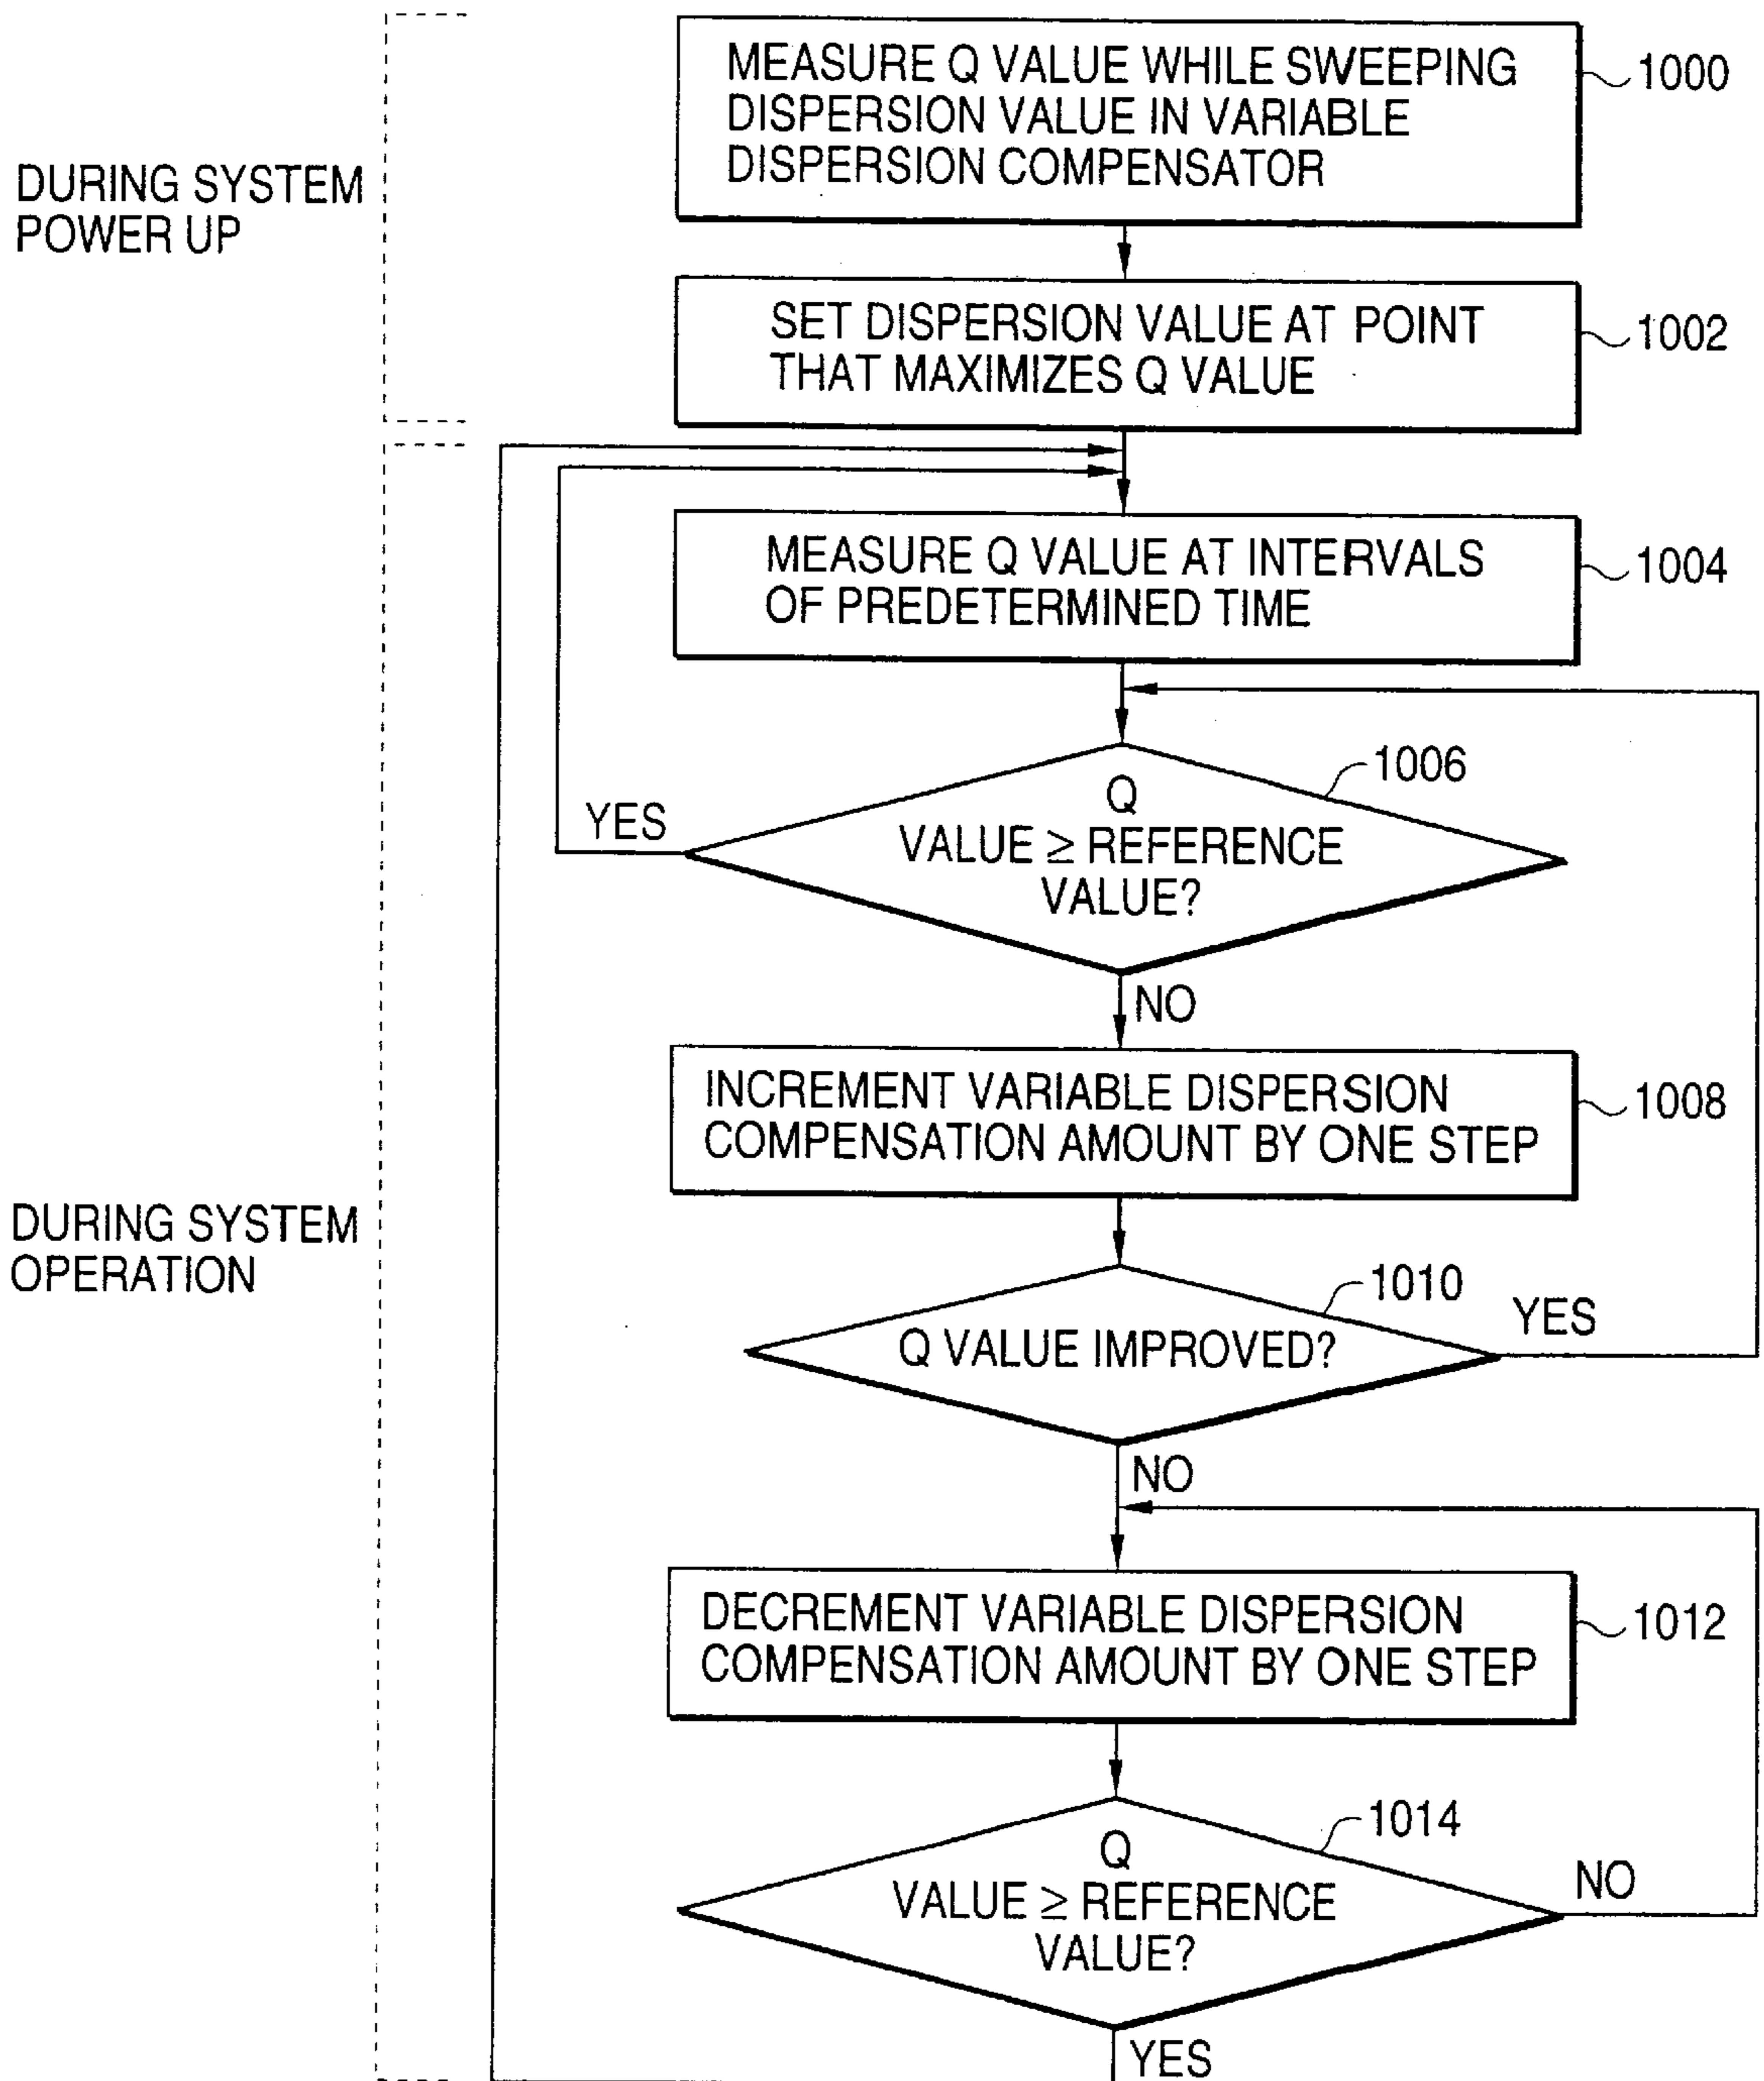 MEASURE Q VALUE WHILE SWEEPING
DISPERSION VALUE IN VARIABLE
DISPERSION COMPENSATOR
1000
DURING SYSTEM
POWER UP
SET DISPERSION VALUE AT POINT
THAT MAXIMIZES Q VALUE
1002
MEASURE Q VALUE AT INTERVALS
OF PREDETERMINED TIME
1004
1006
Q
VALUE ≥ REFERENCE
VALUE?
YES
NO
INCREMENT VARIABLE DISPERSION
COMPENSATION AMOUNT BY ONE STEP
1008
DURING SYSTEM
OPERATION
1010
Q VALUE IMPROVED?
YES
NO
DECREMENT VARIABLE DISPERSION
COMPENSATION AMOUNT BY ONE STEP
1012
1014
Q
VALUE ≥ REFERENCE
VALUE?
NO
YES